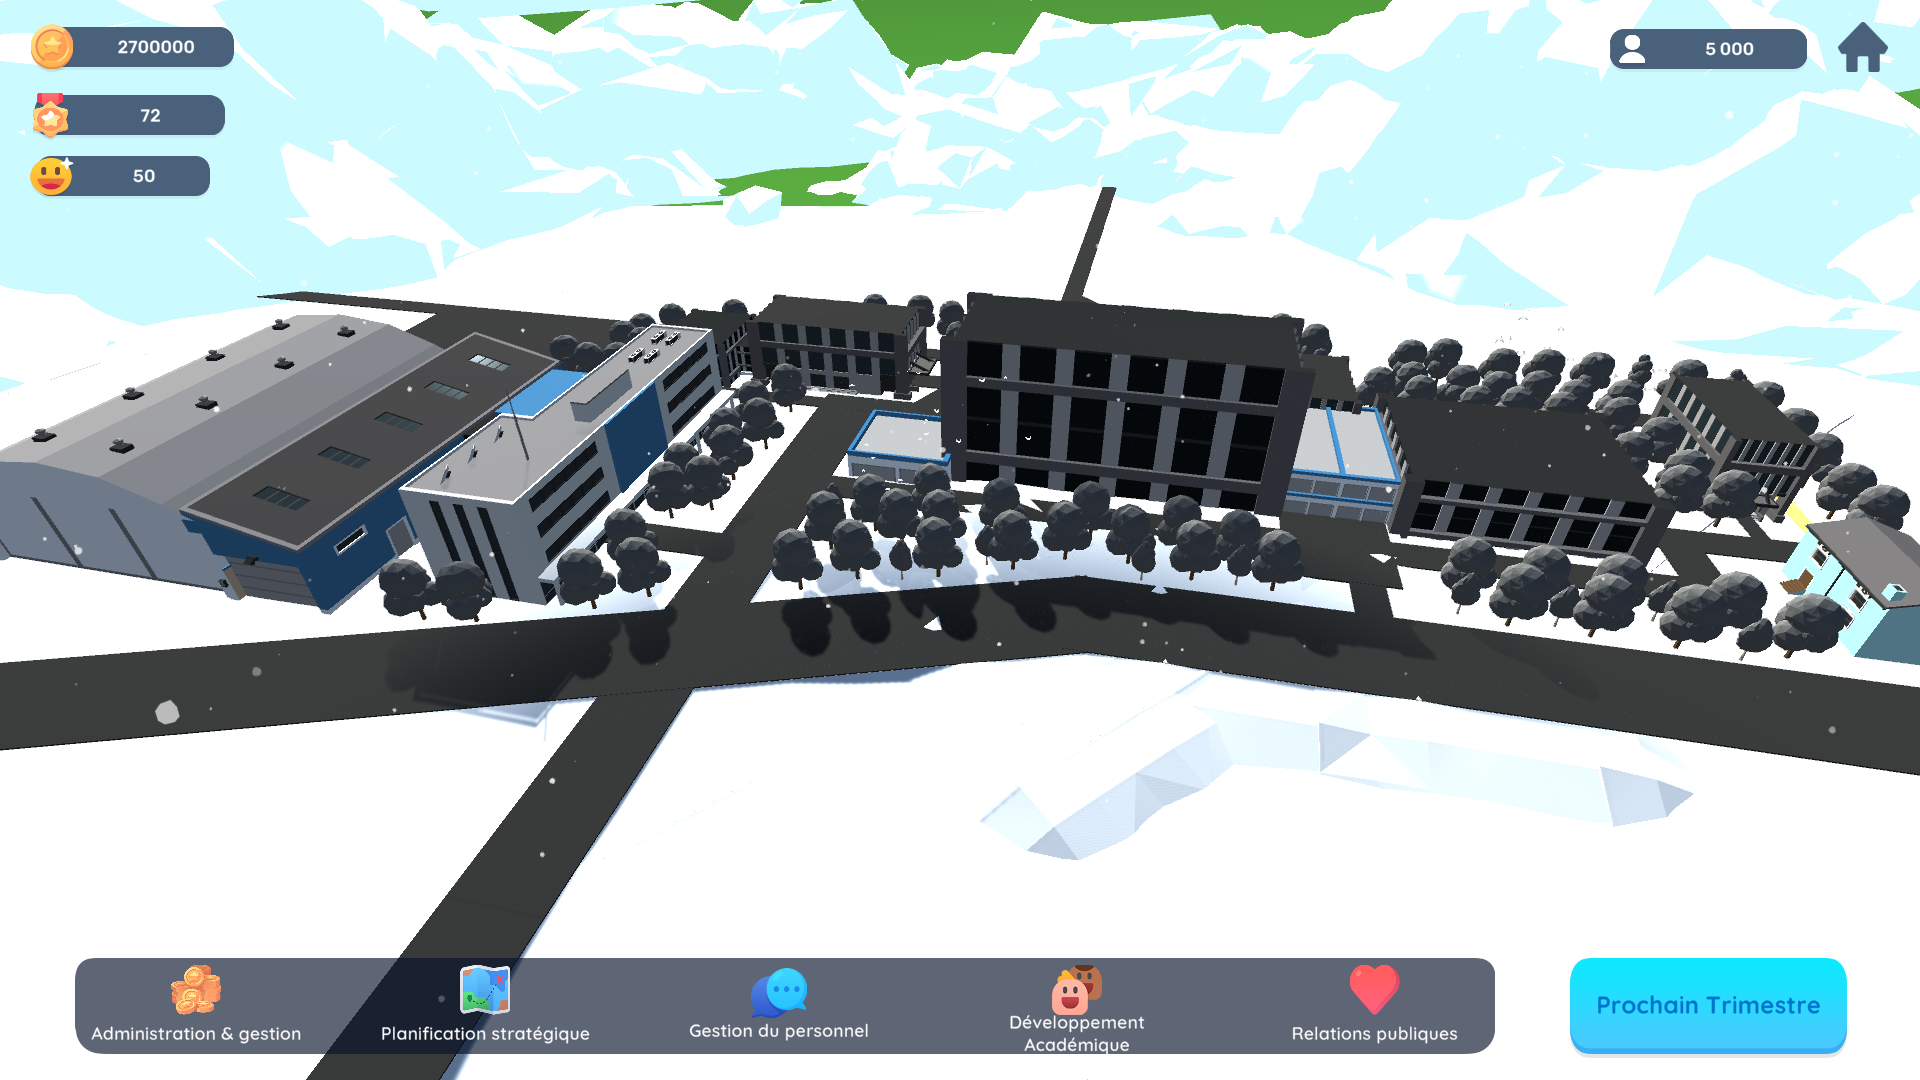 2700000
5 000
72
50
Administration & gestion
Planification stratégique
Gestion du personnel
Développement
Académique
Relations publiques
Prochain Trimestre